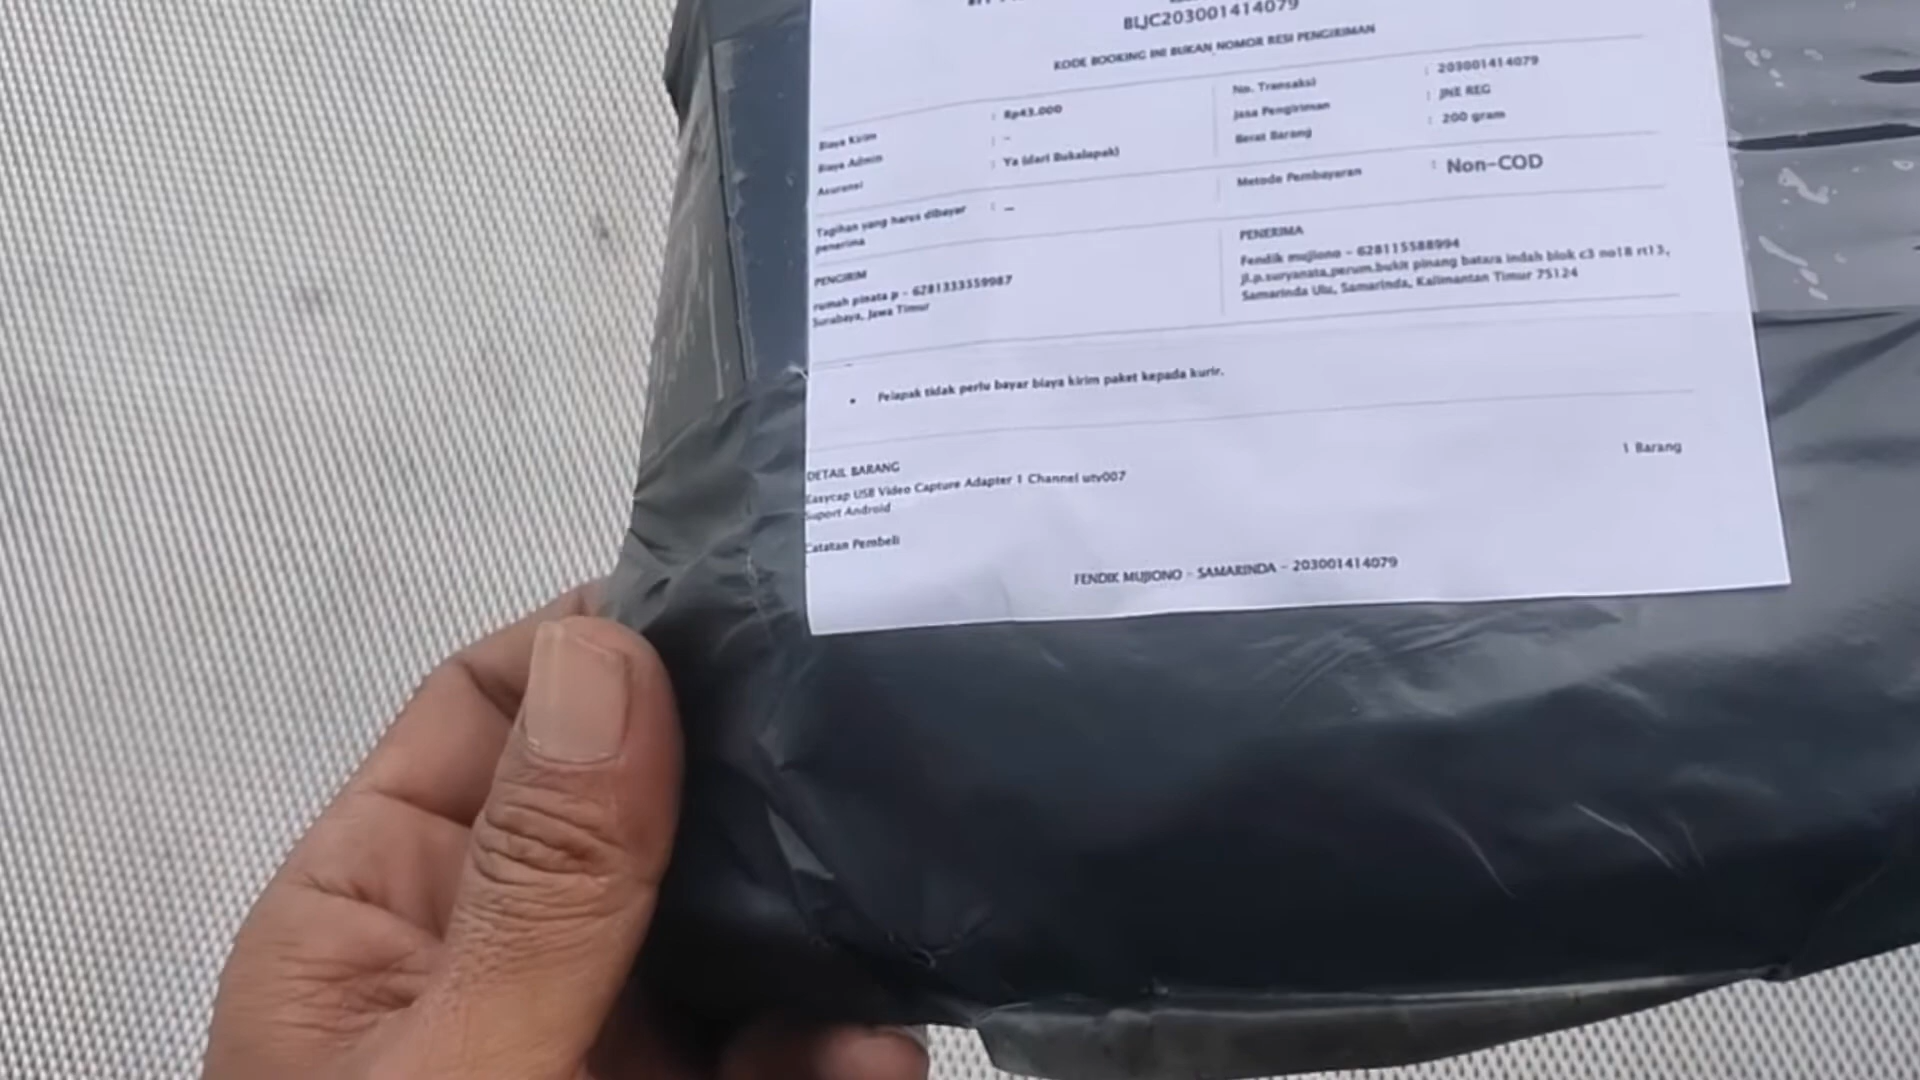 BLJC203001414079
KODE BOOKING INI BUKAN NOMOR RESI PENGIRIMAN
Biaya Kirim : Rp43.000
Biaya Admin : -
Asuransi : Ya (dari Bukalapak)
No. Transaksi : 203001414079
Jasa Pengiriman : JNE REG
Berat Barang : 200 gram
Tagihan yang harus dibayar : -
penerima
Metode Pembayaran : Non-COD
PENGIRIM
rumah pinata p - 6281333359987
Surabaya, Jawa Timur
PENERIMA
Fendik mujiono - 628115588994
jl.p.suryanata,perum.bukit pinang batara indah blok c3 no18 rt13,
Samarinda Ulu, Samarinda, Kalimantan Timur 75124
• Pelapak tidak perlu bayar biaya kirim paket kepada kurir.
DETAIL BARANG
1 Barang
Easycap USB Video Capture Adapter 1 Channel utv007
Suport Android
Catatan Pembeli
FENDIK MUJIONO - SAMARINDA - 203001414079